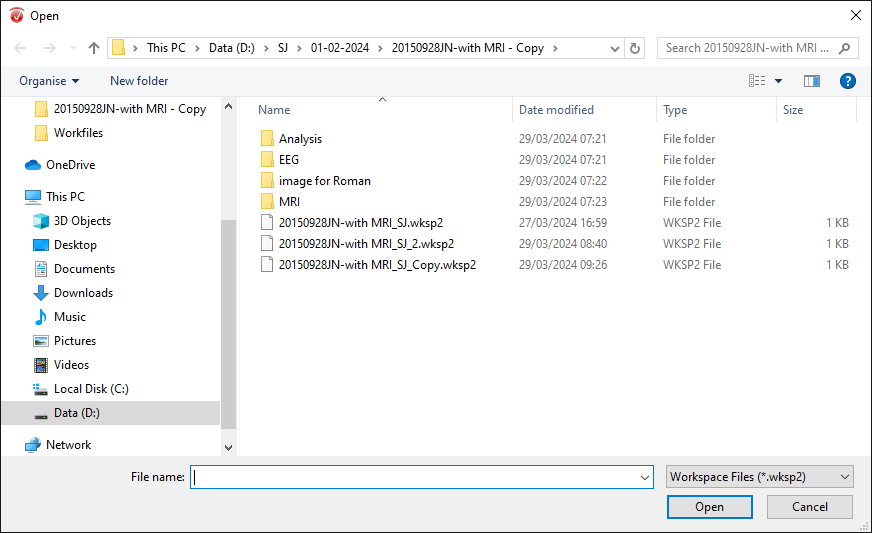 Open
This PC > Data (D:) > SJ > 01-02-2024 > 20150928JN-with MRI - Copy >
Search 20150928JN-with MRI ...
Organise New folder
20150928JN-with MRI - Copy
Workfiles
OneDrive
This PC
3D Objects
Desktop
Documents
Downloads
Music
Pictures
Videos
Local Disk (C:)
Data (D:)
Network
Name Date modified Type Size
Analysis 29/03/2024 07:21 File folder
EEG 29/03/2024 07:21 File folder
image for Roman 29/03/2024 07:22 File folder
MRI 29/03/2024 07:23 File folder
20150928JN-with MRI_SJ.wksp2 27/03/2024 16:59 WKSP2 File 1 KB
20150928JN-with MRI_SJ_2.wksp2 29/03/2024 08:40 WKSP2 File 1 KB
20150928JN-with MRI_SJ_Copy.wksp2 29/03/2024 09:26 WKSP2 File 1 KB
File name: Workspace Files (*.wksp2)
Open Cancel